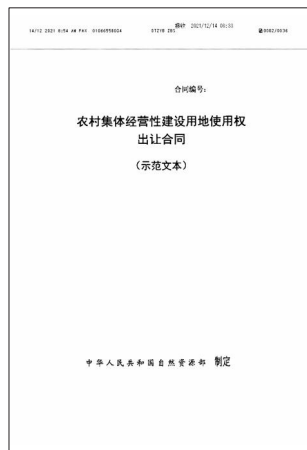 合同编号：
农村集体经营性建设用地使用权
出让合同
（示范文本）
中华人民共和国自然资源部 制定